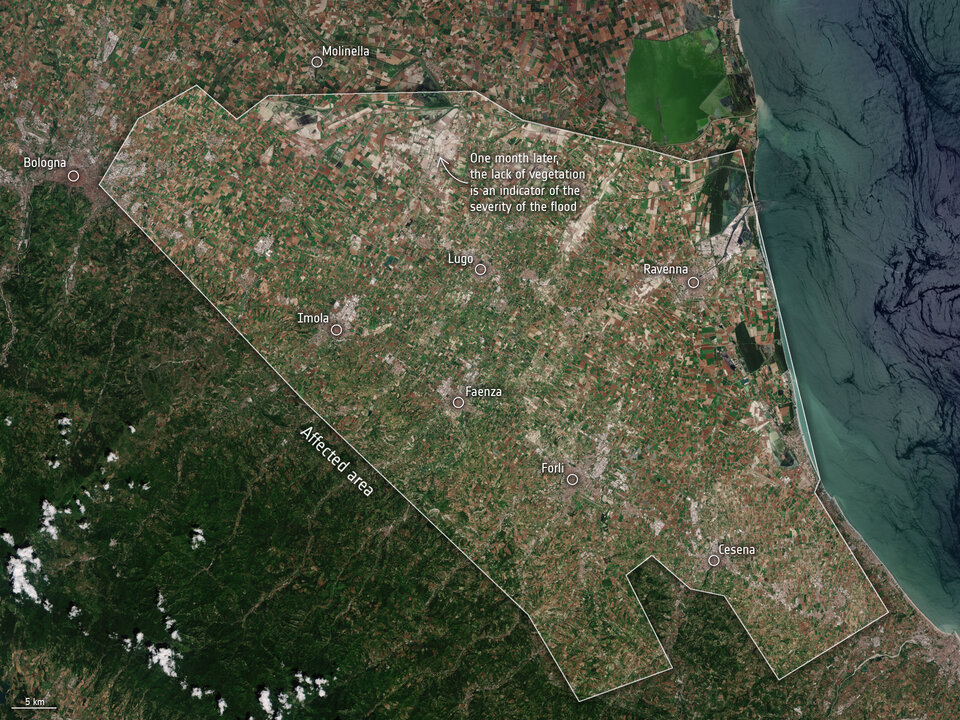 Molinella
Bologna
One month later,
the lack of vegetation
is an indicator of the
severity of the flood
Lugo
Ravenna
Imola
Faenza
Affected area
Forlì
Cesena
5 km